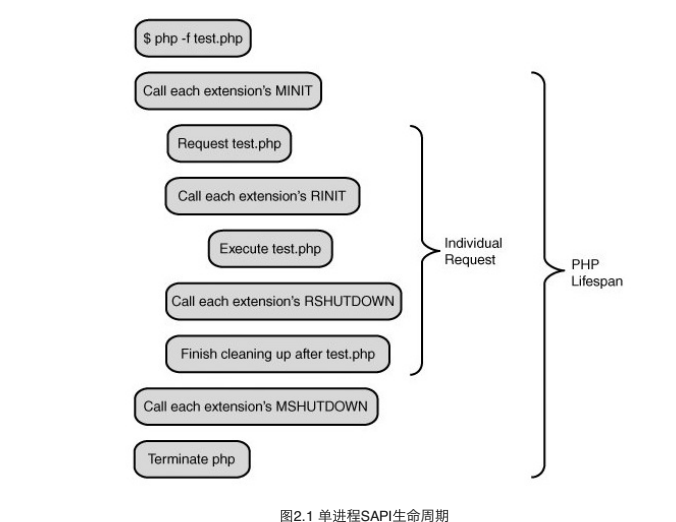 $ php -f test.php
Call each extension's MINIT
Request test.php
Call each extension's RINIT
Execute test.php
Individual
Request
PHP
Lifespan
Call each extension's RSHUTDOWN
Finish cleaning up after test.php
Call each extension's MSHUTDOWN
Terminate php
图2.1 单进程SAPI生命周期